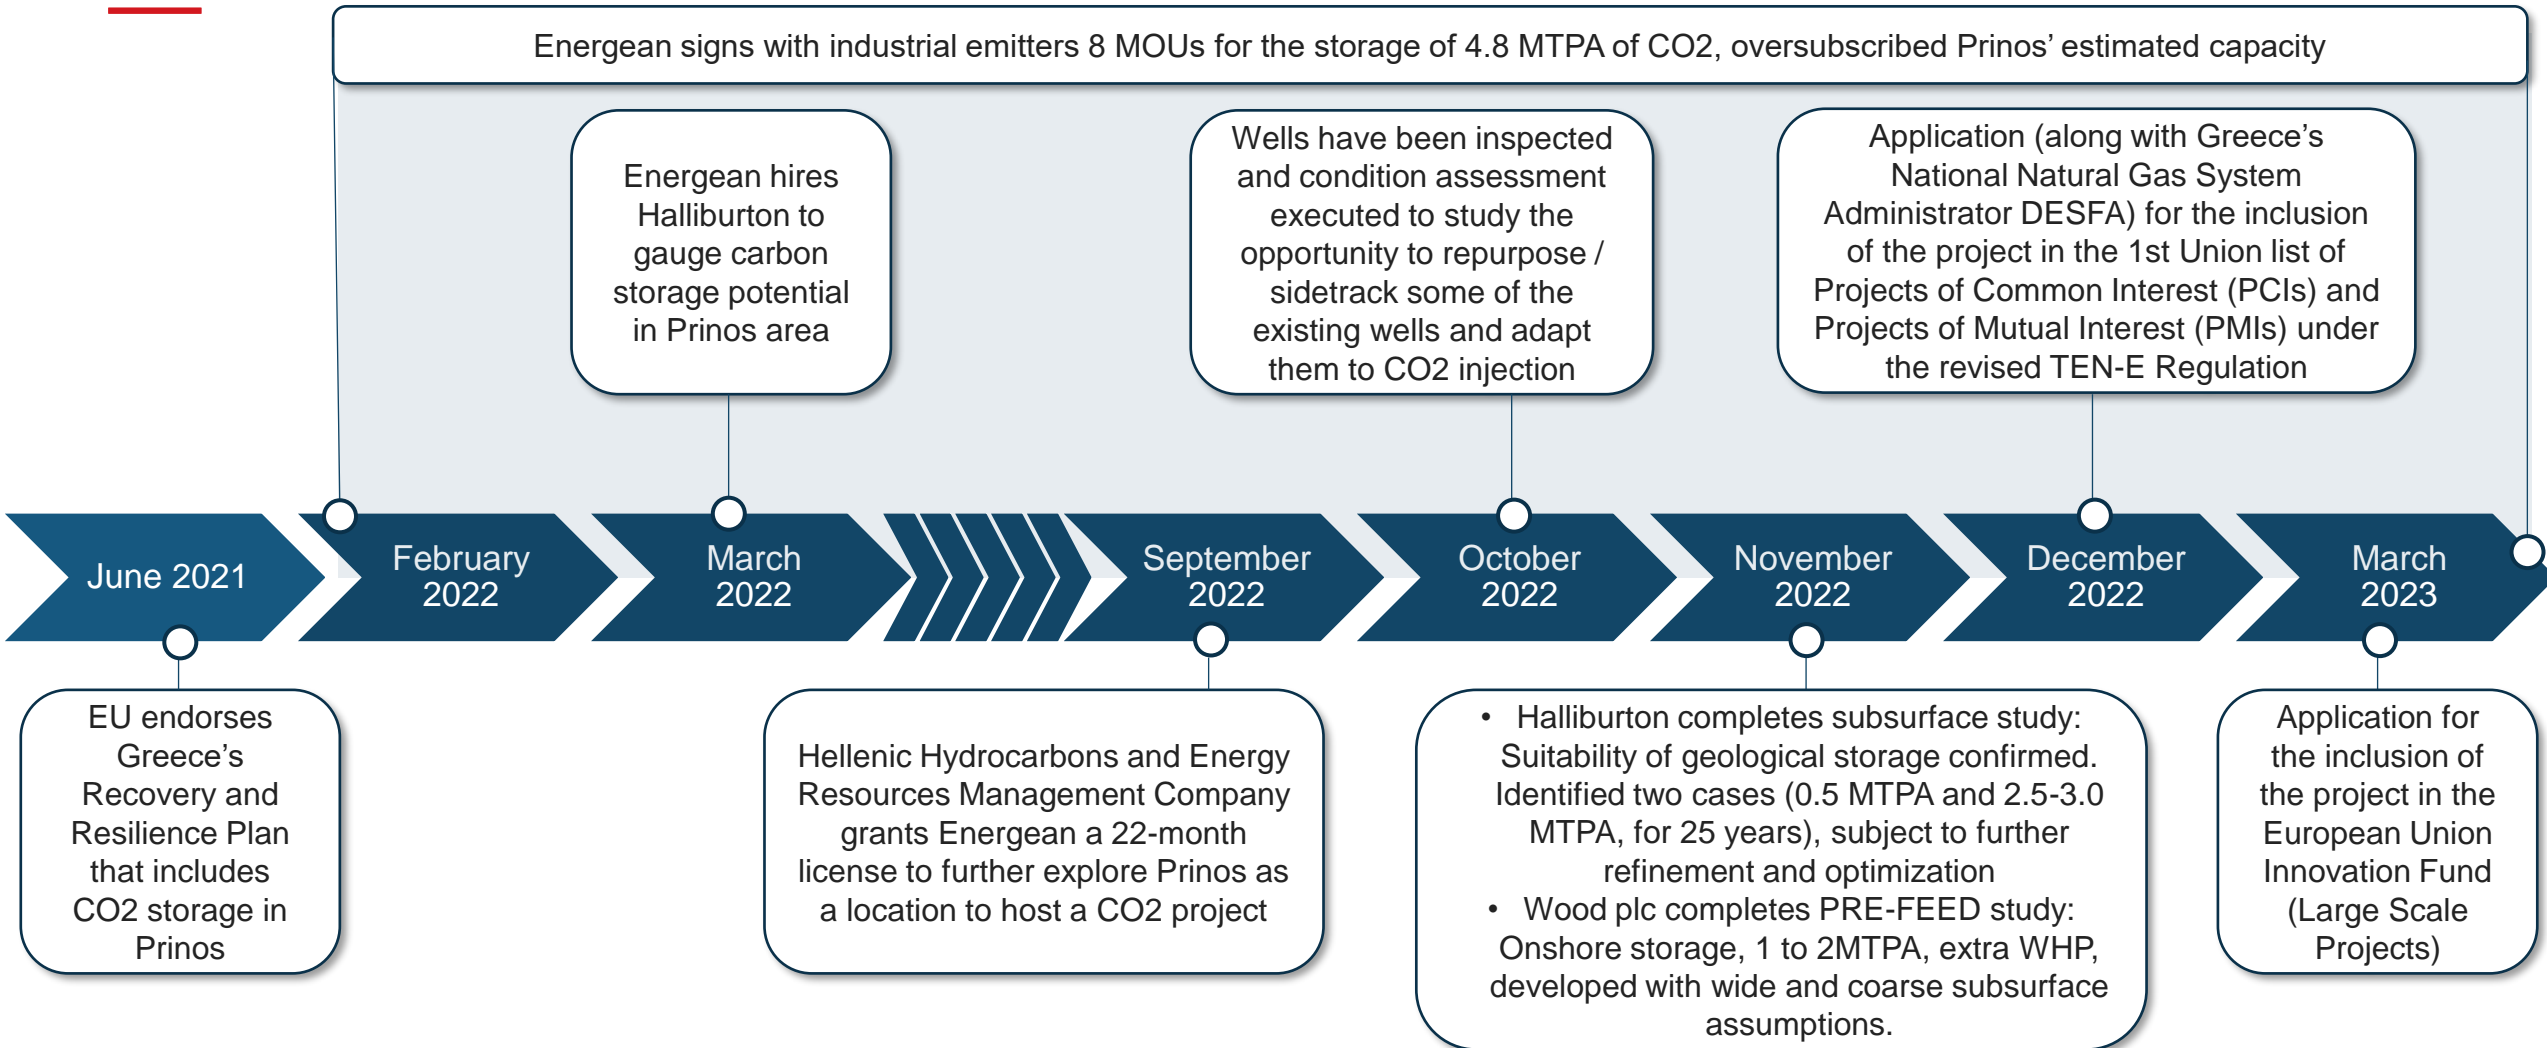 Energean signs with industrial emitters 8 MOUs for the storage of 4.8 MTPA of CO2, oversubscribed Prinos’ estimated capacity
Energean hires
Halliburton to
gauge carbon
storage potential
in Prinos area
Wells have been inspected
and condition assessment
executed to study the
opportunity to repurpose /
sidetrack some of the
existing wells and adapt
them to CO2 injection
Application (along with Greece’s
National Natural Gas System
Administrator DESFA) for the inclusion
of the project in the 1st Union list of
Projects of Common Interest (PCIs) and
Projects of Mutual Interest (PMIs) under
the revised TEN-E Regulation
June 2021
February
2022
March
2022
September
2022
October
2022
November
2022
December
2022
March
2023
EU endorses
Greece’s
Recovery and
Resilience Plan
that includes
CO2 storage in
Prinos
Hellenic Hydrocarbons and Energy
Resources Management Company
grants Energean a 22-month
license to further explore Prinos as
a location to host a CO2 project
• Halliburton completes subsurface study:
Suitability of geological storage confirmed.
Identified two cases (0.5 MTPA and 2.5-3.0
MTPA, for 25 years), subject to further
refinement and optimization
• Wood plc completes PRE-FEED study:
Onshore storage, 1 to 2MTPA, extra WHP,
developed with wide and coarse subsurface
assumptions.
Application for
the inclusion of
the project in the
European Union
Innovation Fund
(Large Scale
Projects)